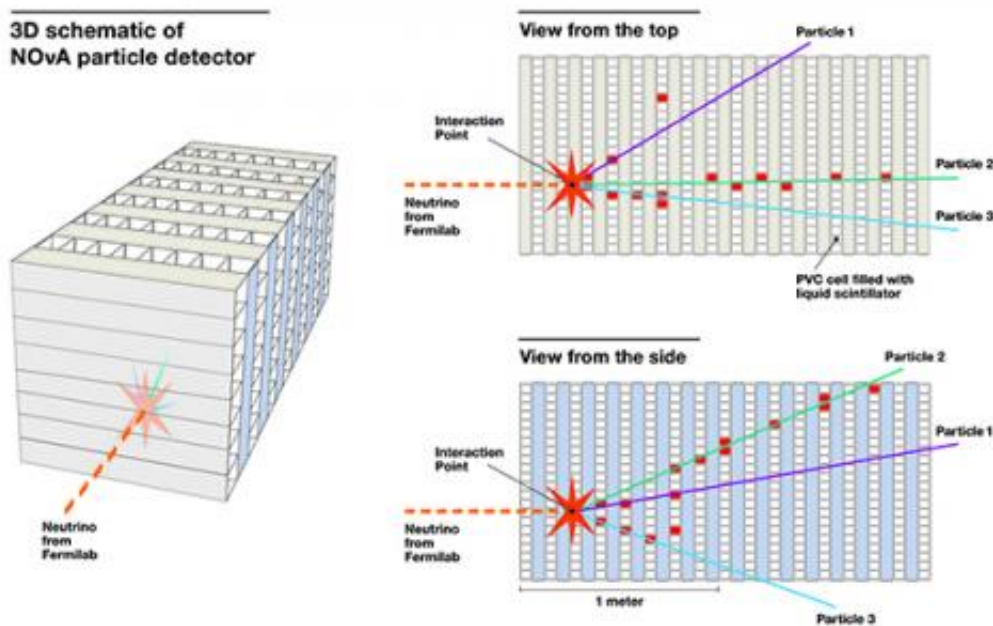 3D schematic of
NOvA particle detector
Neutrino
from
Fermilab
View from the top
Particle 1
Interaction
Point
Particle 2
Neutrino
from
Fermilab
Particle 3
PVC cell filled with
liquid scintillator
View from the side
Particle 2
Particle 1
Interaction
Point
Neutrino
from
Fermilab
1 meter
Particle 3